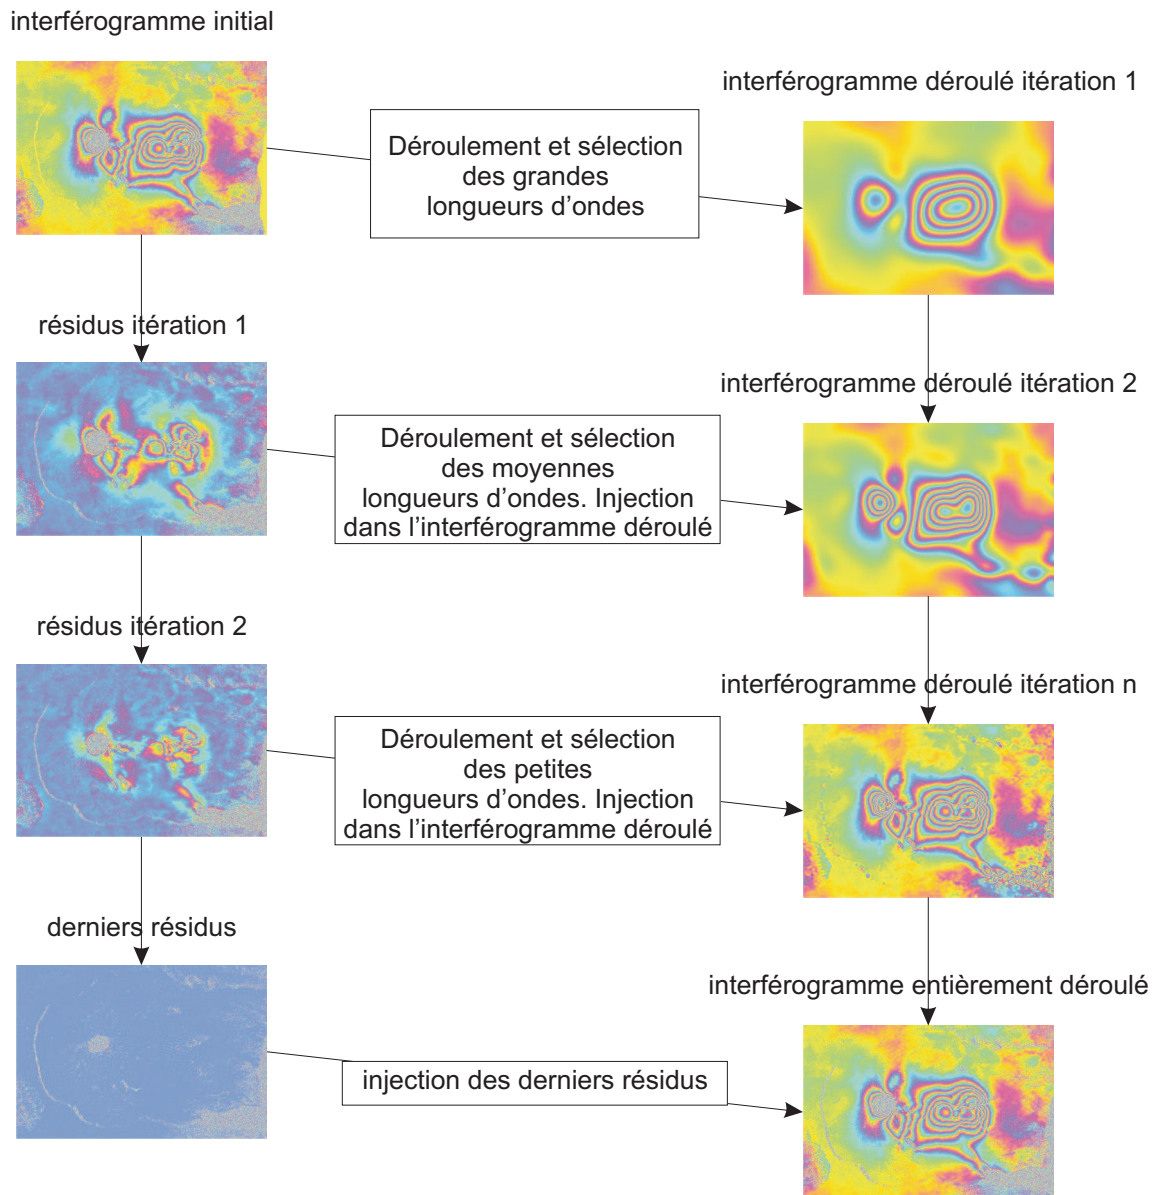 interférogramme initial
interférogramme déroulé itération 1
Déroulement et sélection
des grandes
longueurs d'ondes
résidus itération 1
interférogramme déroulé itération 2
Déroulement et sélection
des moyennes
longueurs d'ondes. Injection
dans l'interférogramme déroulé
résidus itération 2
interférogramme déroulé itération n
Déroulement et sélection
des petites
longueurs d'ondes. Injection
dans l'interférogramme déroulé
derniers résidus
interférogramme entièrement déroulé
injection des derniers résidus